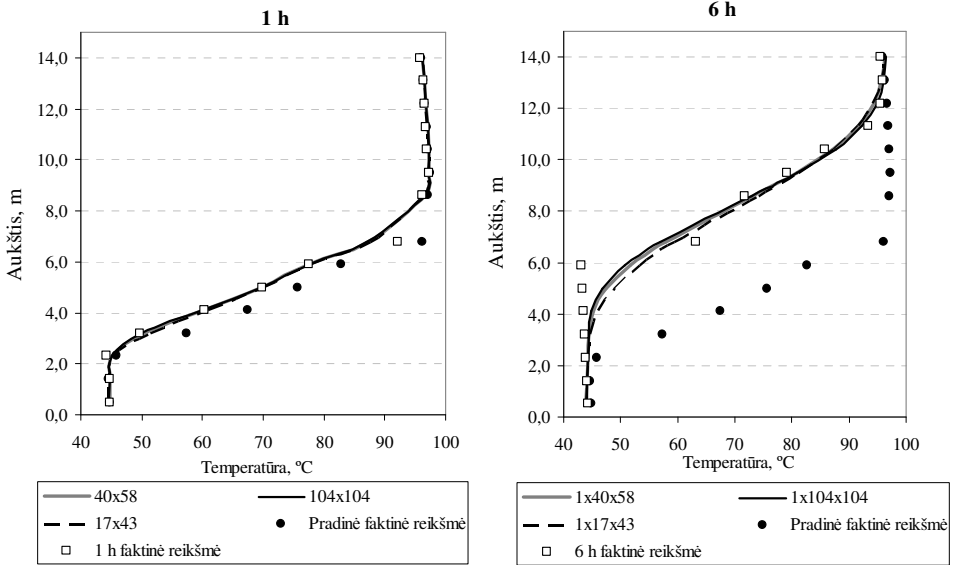 1 h
14,0
12,0
10,0
8,0
6,0
4,0
2,0
0,0
Aukštis, m
40 50 60 70 80 90 100
Temperatūra, ºC
40x58
104x104
17x43
Pradinė faktinė reikšmė
1 h faktinė reikšmė
6 h
14,0
12,0
10,0
8,0
6,0
4,0
2,0
0,0
Aukštis, m
40 50 60 70 80 90 100
Temperatūra, ºC
1x40x58
1x104x104
1x17x43
Pradinė faktinė reikšmė
6 h faktinė reikšmė